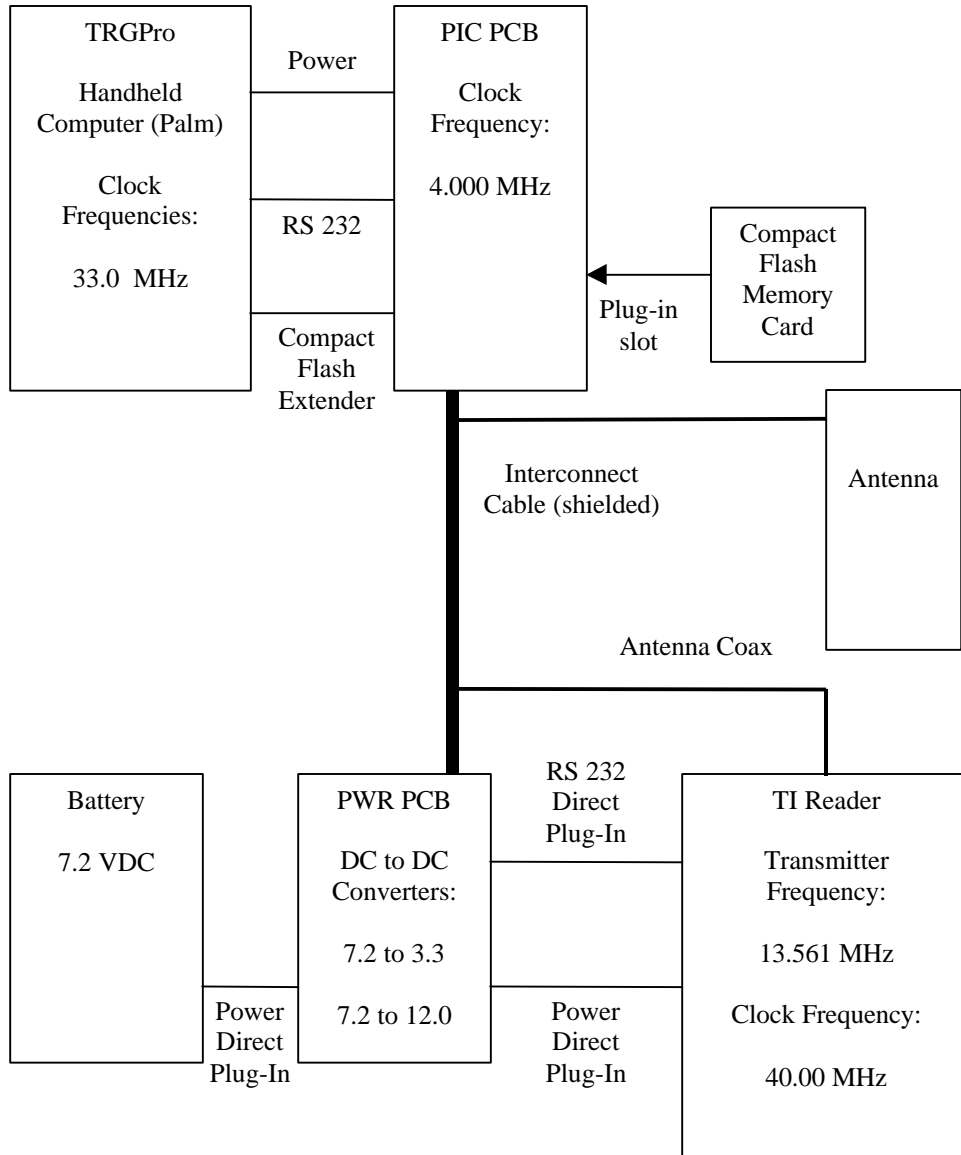 TRGPro
Handheld
Computer (Palm)
Clock
Frequencies:
33.0 MHz
Power
RS 232
Compact
Flash
Extender
PIC PCB
Clock
Frequency:
4.000 MHz
Plug-in
slot
Compact
Flash
Memory
Card
Interconnect
Cable (shielded)
Antenna
Antenna Coax
Battery
7.2 VDC
Power
Direct
Plug-In
PWR PCB
DC to DC
Converters:
7.2 to 3.3
7.2 to 12.0
RS 232
Direct
Plug-In
Power
Direct
Plug-In
TI Reader
Transmitter
Frequency:
13.561 MHz
Clock Frequency:
40.00 MHz